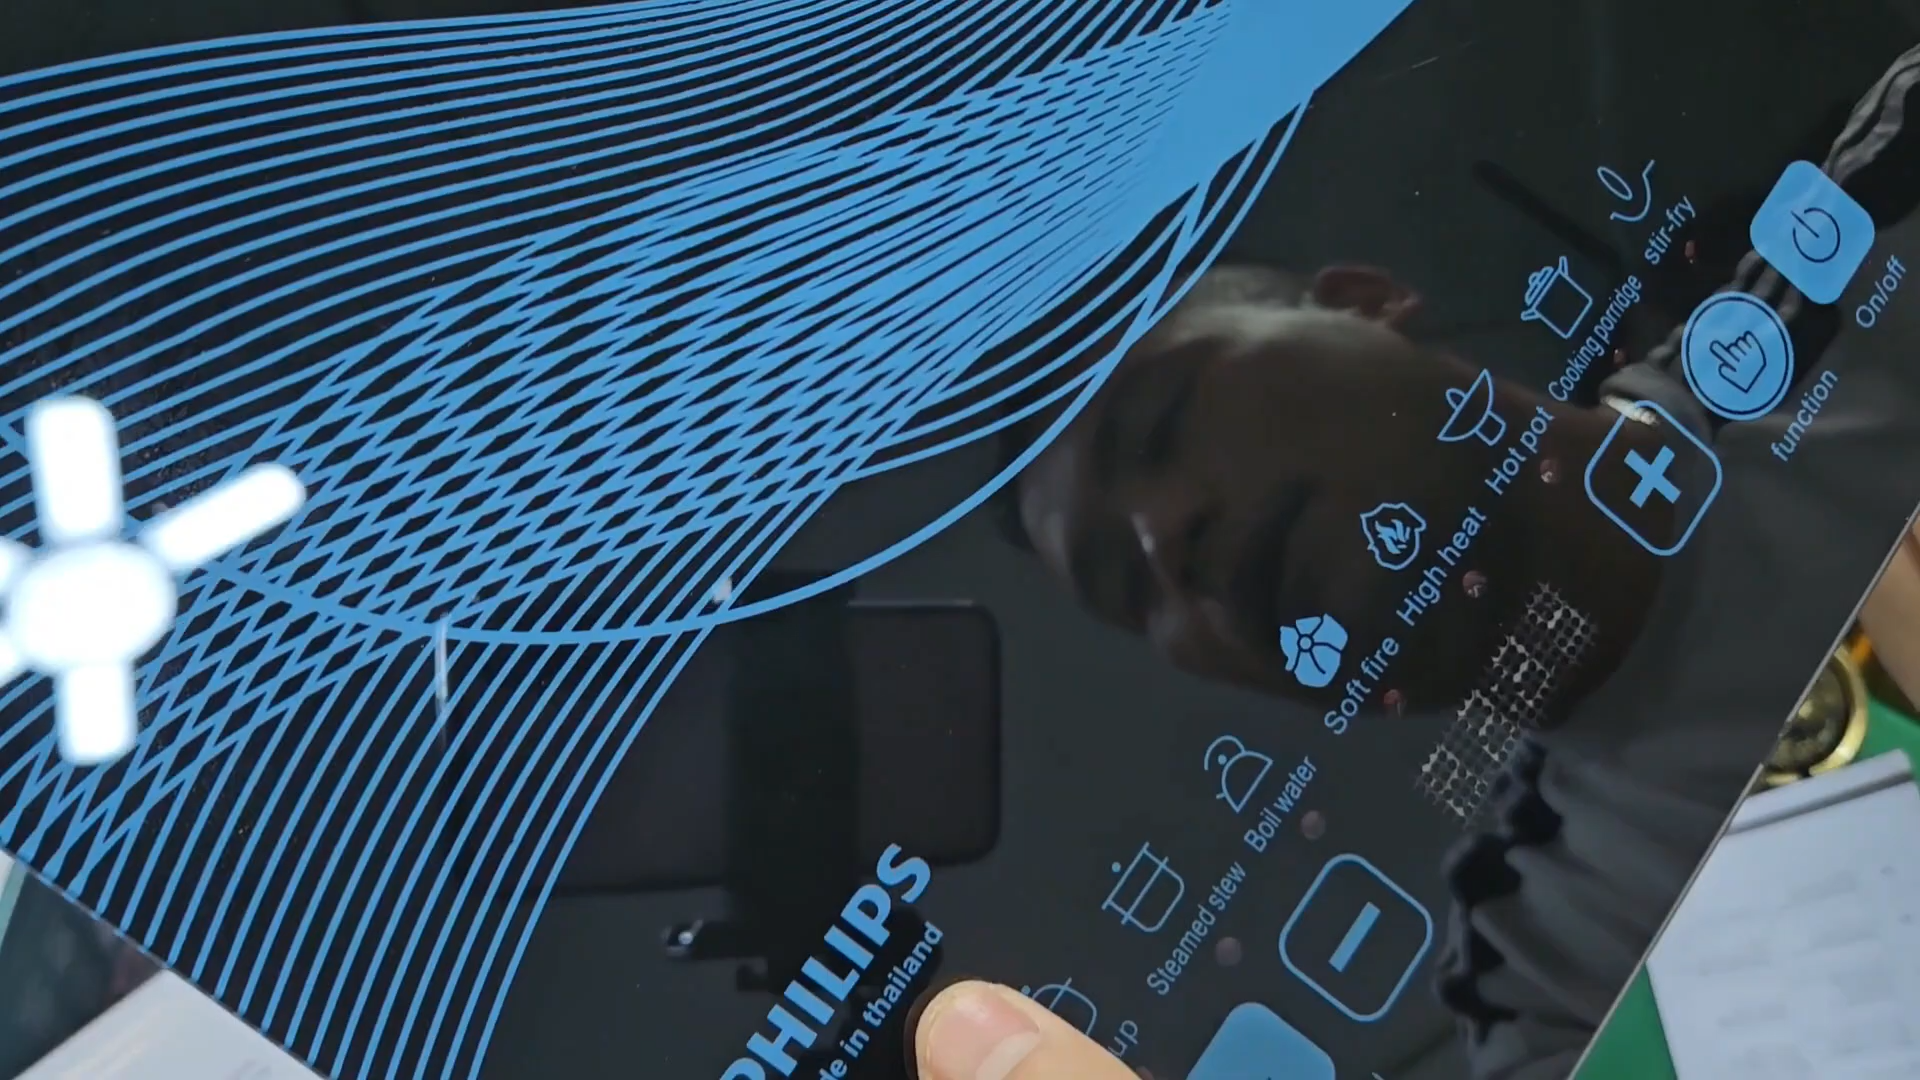 stir-fry
Cooking porridge
Hot pot
High heat
Soft fire
Boil water
Steamed stew
On/off
function
PHILIPS
in thailand